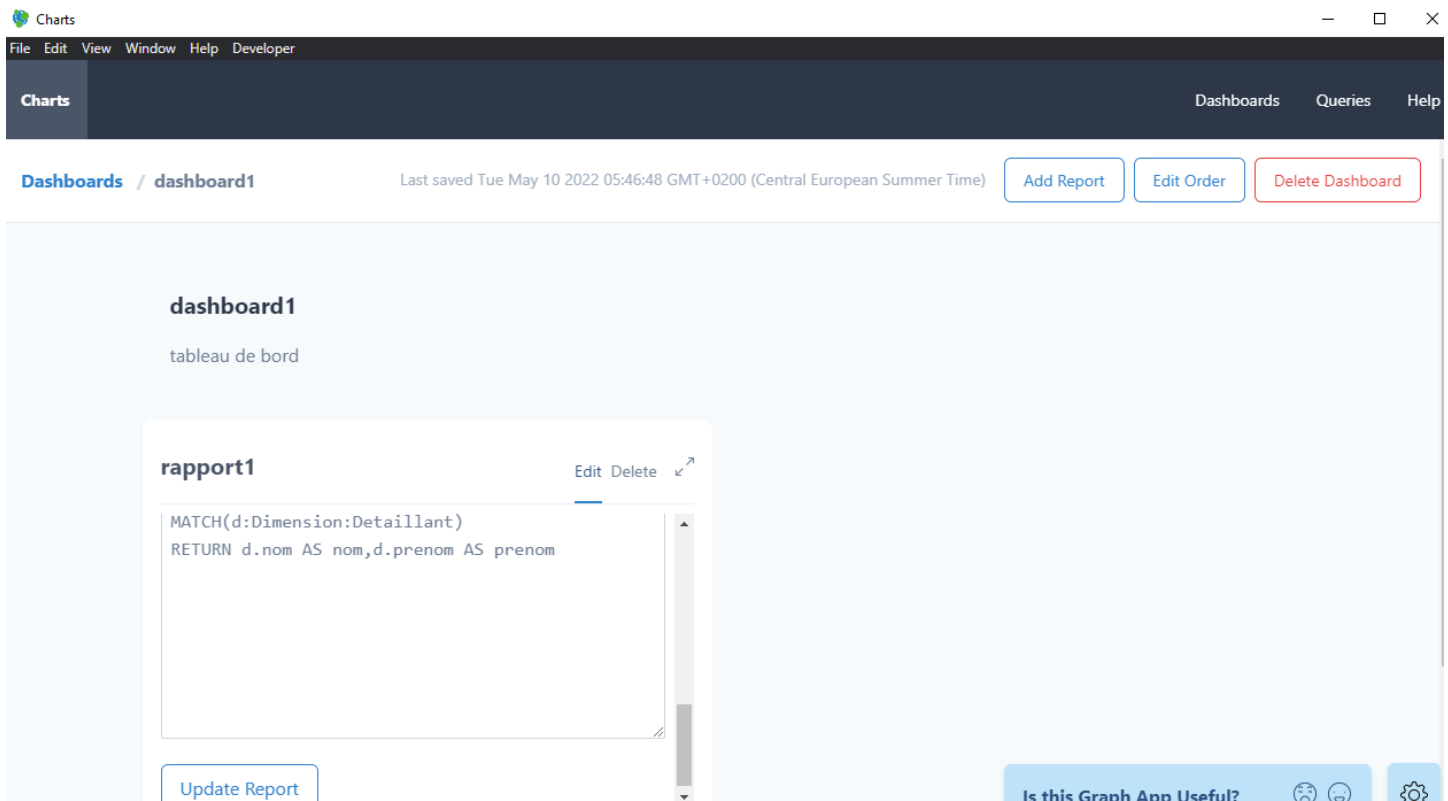 Charts
File Edit View Window Help Developer
Charts Dashboards Queries Help
Dashboards / dashboard1 Last saved Tue May 10 2022 05:46:48 GMT+0200 (Central European Summer Time) Add Report Edit Order Delete Dashboard
dashboard1
tableau de bord
rapport1 Edit Delete
MATCH(d:Dimension:Detaillant)
RETURN d.nom AS nom,d.prenom AS prenom
Update Report
Is this Graph App Useful?